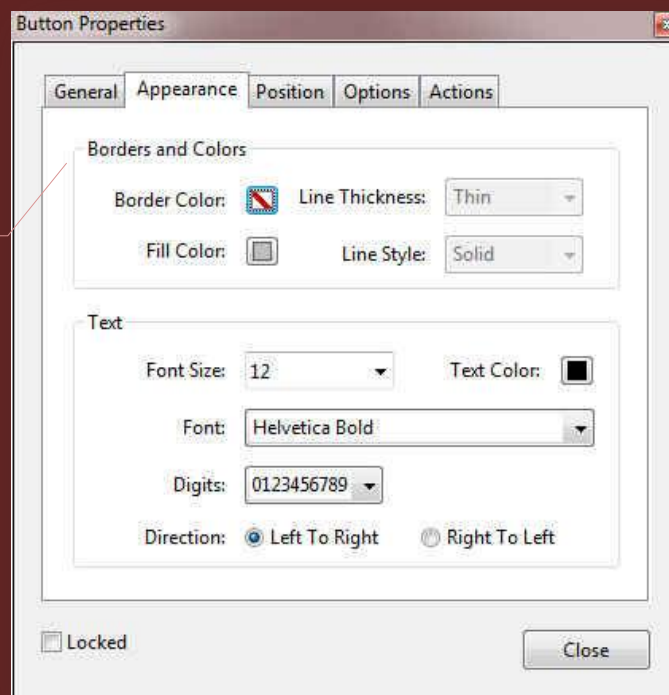 Button Properties
General Appearance Position Options Actions
Borders and Colors
Border Color: Line Thickness: Thin
Fill Color: Line Style: Solid
Text
Font Size: 12 Text Color:
Font: Helvetica Bold
Digits: 0123456789
Direction: Left To Right Right To Left
Locked Close